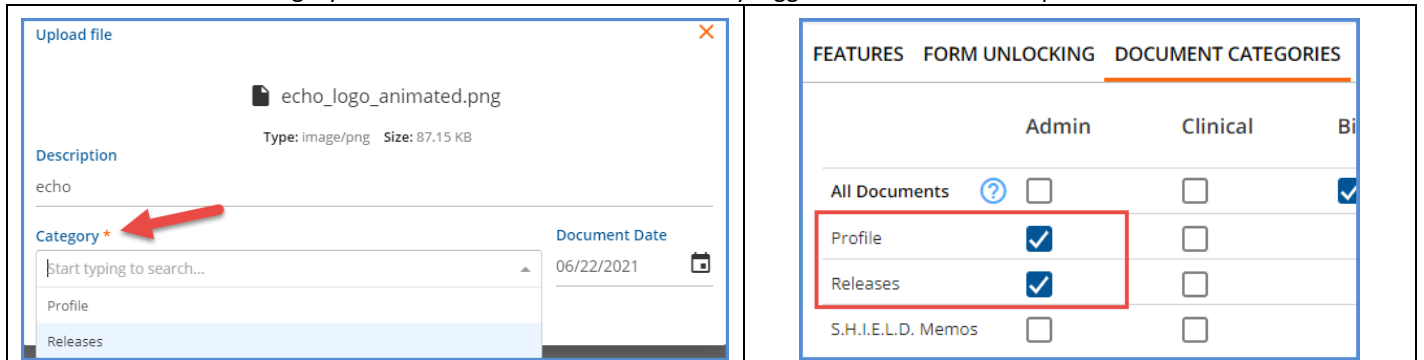 Upload file
echo_logo_animated.png
Type: image/png Size: 87.15 KB
Description
echo
Category *
Document Date
Start typing to search...
06/22/2021
Profile
Releases
FEATURES FORM UNLOCKING DOCUMENT CATEGORIES
Admin Clinical Bi
All Documents
Profile
Releases
S.H.I.E.L.D. Memos